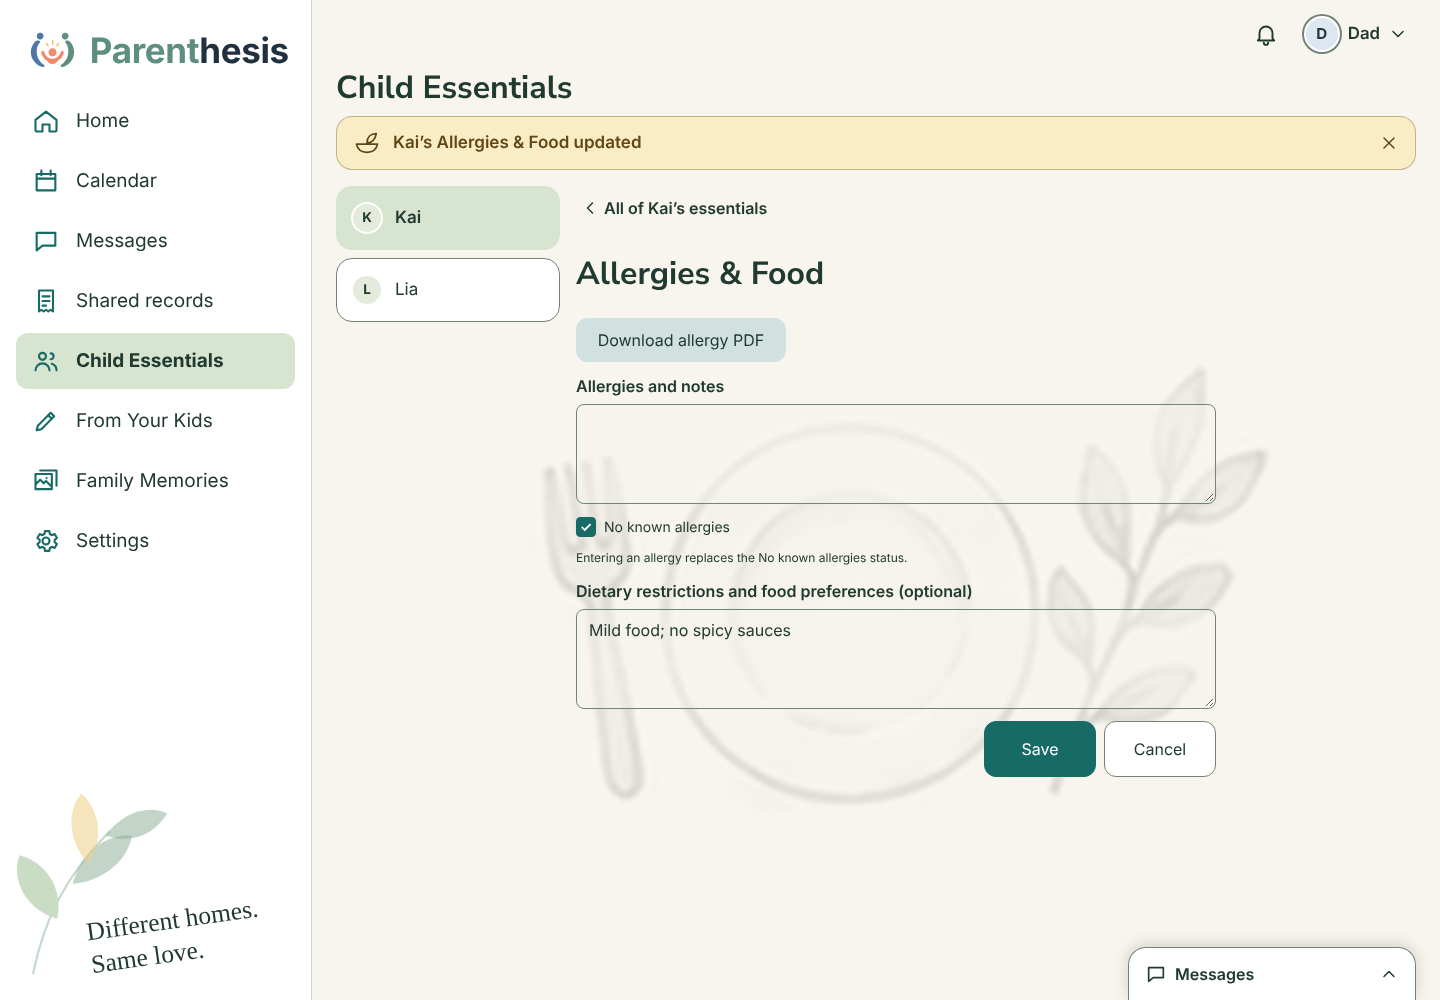 Parenthesis
Home
Calendar
Messages
Shared records
Child Essentials
From Your Kids
Family Memories
Settings
Different homes.
Same love.
D Dad
Child Essentials
Kai’s Allergies & Food updated
K Kai
L Lia
All of Kai’s essentials
Allergies & Food
Download allergy PDF
Allergies and notes
No known allergies
Entering an allergy replaces the No known allergies status.
Dietary restrictions and food preferences (optional)
Mild food; no spicy sauces
Save Cancel
Messages